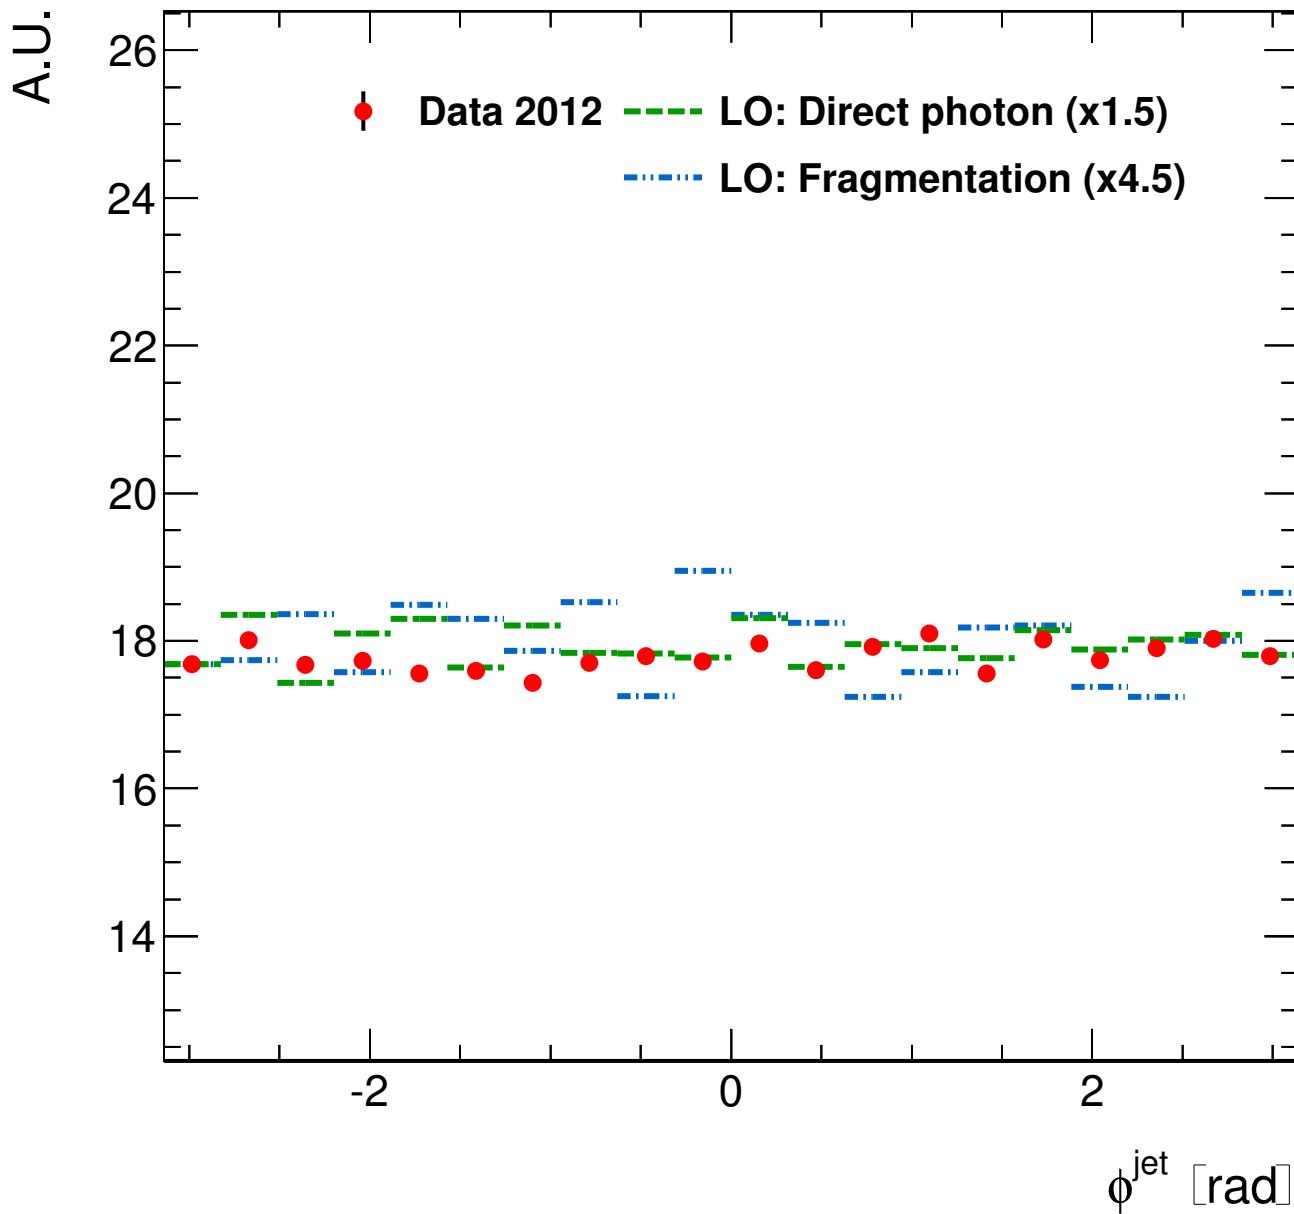 A.U.
26
24
22
20
18
16
14
Data 2012
LO: Direct photon (x1.5)
LO: Fragmentation (x4.5)
-2 0 2
ϕ^jet [rad]